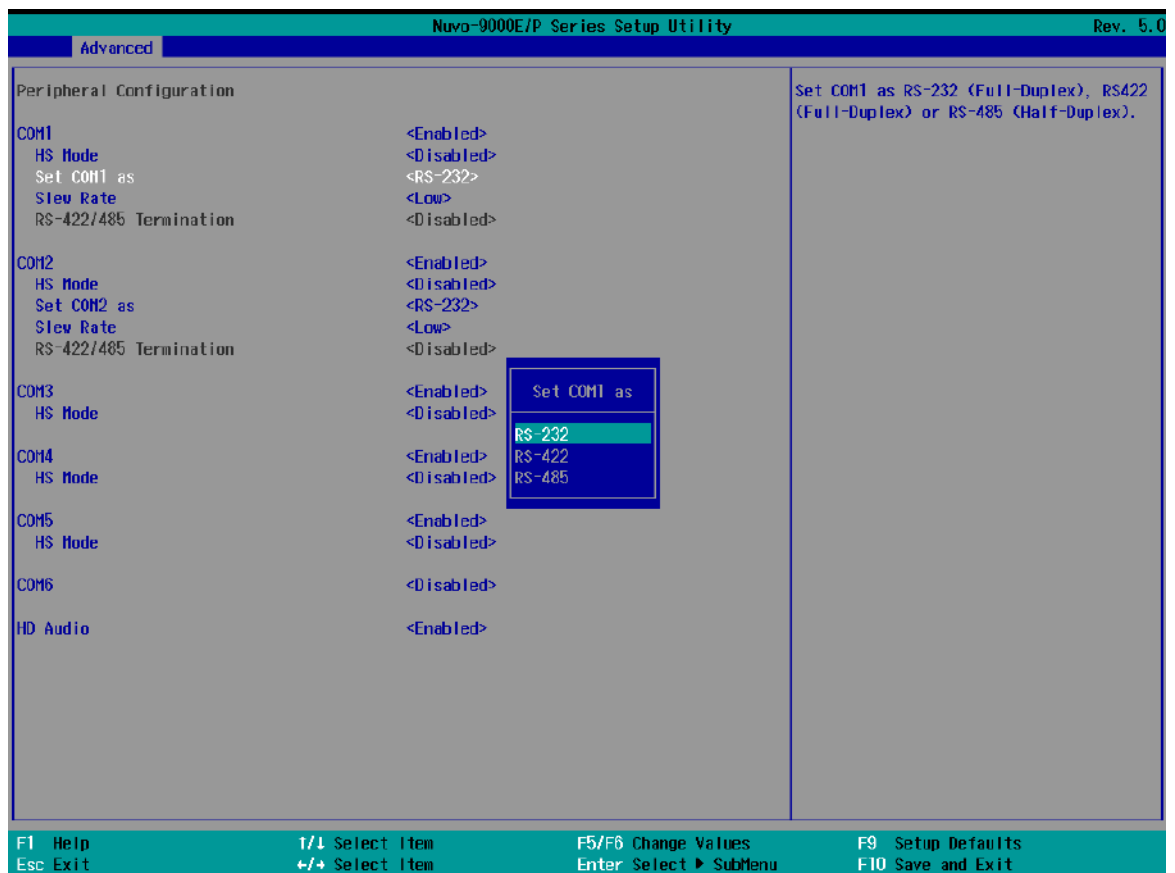 Nuvo-9000E/P Series Setup Utility Rev. 5.0
Advanced
Peripheral Configuration
Set COM1 as RS-232 (Full-Duplex), RS422
(Full-Duplex) or RS-485 (Half-Duplex).
COM1 <Enabled>
HS Mode <Disabled>
Set COM1 as <RS-232>
Slew Rate <Low>
RS-422/485 Termination <Disabled>
COM2 <Enabled>
HS Mode <Disabled>
Set COM2 as <RS-232>
Slew Rate <Low>
RS-422/485 Termination <Disabled>
COM3 <Enabled>
HS Mode <Disabled>
COM4 <Enabled>
HS Mode <Disabled>
COM5 <Enabled>
HS Mode <Disabled>
COM6 <Disabled>
HD Audio <Enabled>
Set COM1 as
RS-232
RS-422
RS-485
F1 Help ↑/↓ Select Item F5/F6 Change Values F9 Setup Defaults
Esc Exit ←/→ Select Item Enter Select ▶ SubMenu F10 Save and Exit